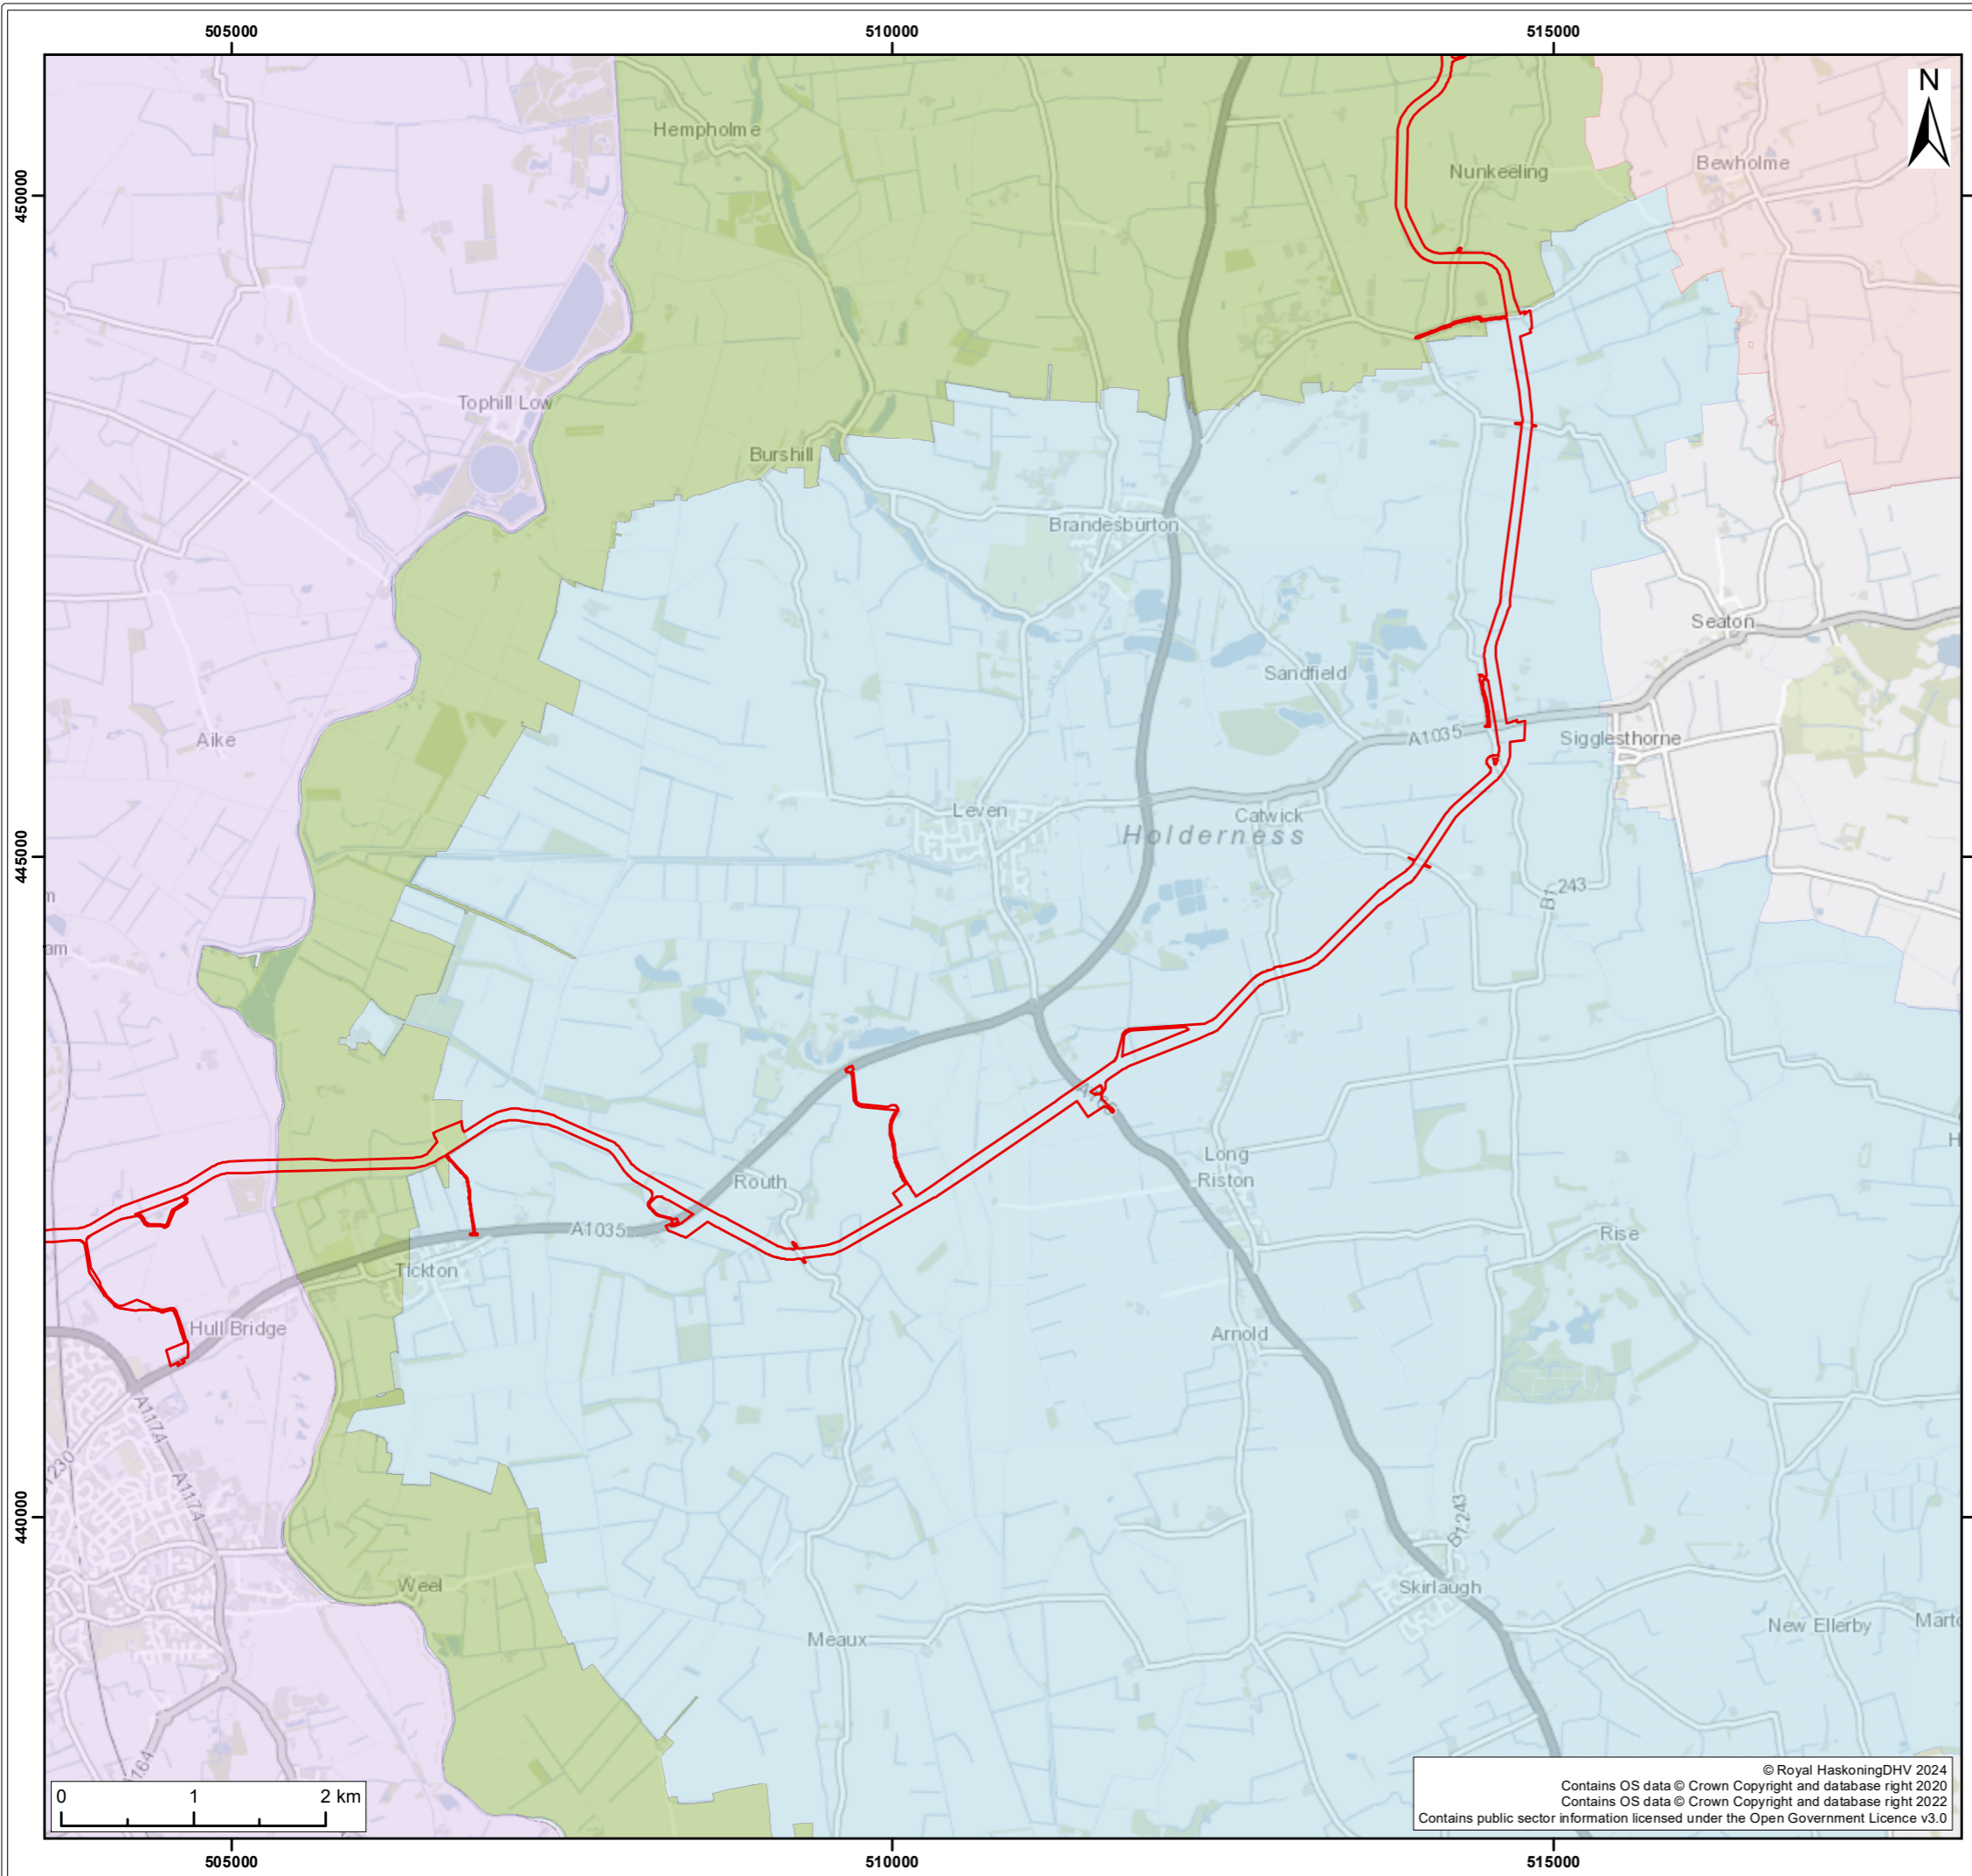 505000
510000
515000
N
Hempholme
Nunkeeling
Bewholme
450000
Tophill Low
Burshill
Brandesburton
Seaton
Sandfield
Aike
A1035
Sigglesthorne
Leven
Catwick
Holderness
445000
B1243
am
Long
Riston
Routh
A1035
Rise
Tickton
Hull Bridge
Arnold
A1174
A1174
440000
B1243
Weel
Skirlaugh
Meaux
New Ellerby
0 1 2 km
© Royal HaskoningDHV 2024
Contains OS data © Crown Copyright and database right 2020
Contains OS data © Crown Copyright and database right 2022
Contains public sector information licensed under the Open Government Licence v3.0
505000
510000
515000